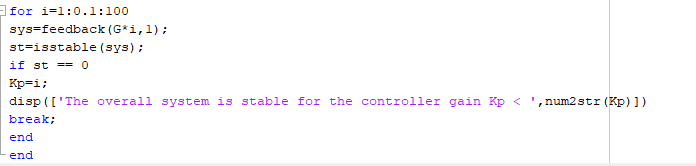 for i=1:0.1:100
sys=feedback(G*i,1);
st=isstable(sys);
if st == 0
Kp=i;
disp(['The overall system is stable for the controller gain Kp < ',num2str(Kp)])
break;
end
end